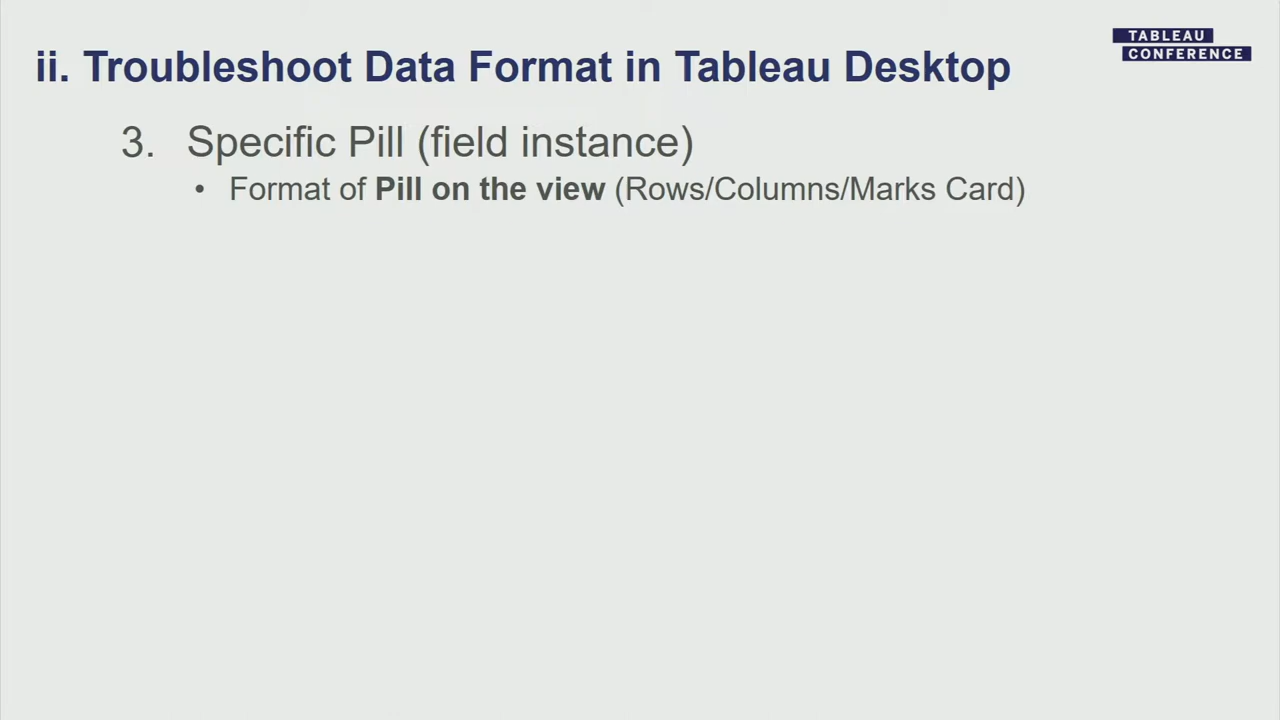 ii. Troubleshoot Data Format in Tableau Desktop
TABLEAU
CONFERENCE
3. Specific Pill (field instance)
• Format of Pill on the view (Rows/Columns/Marks Card)